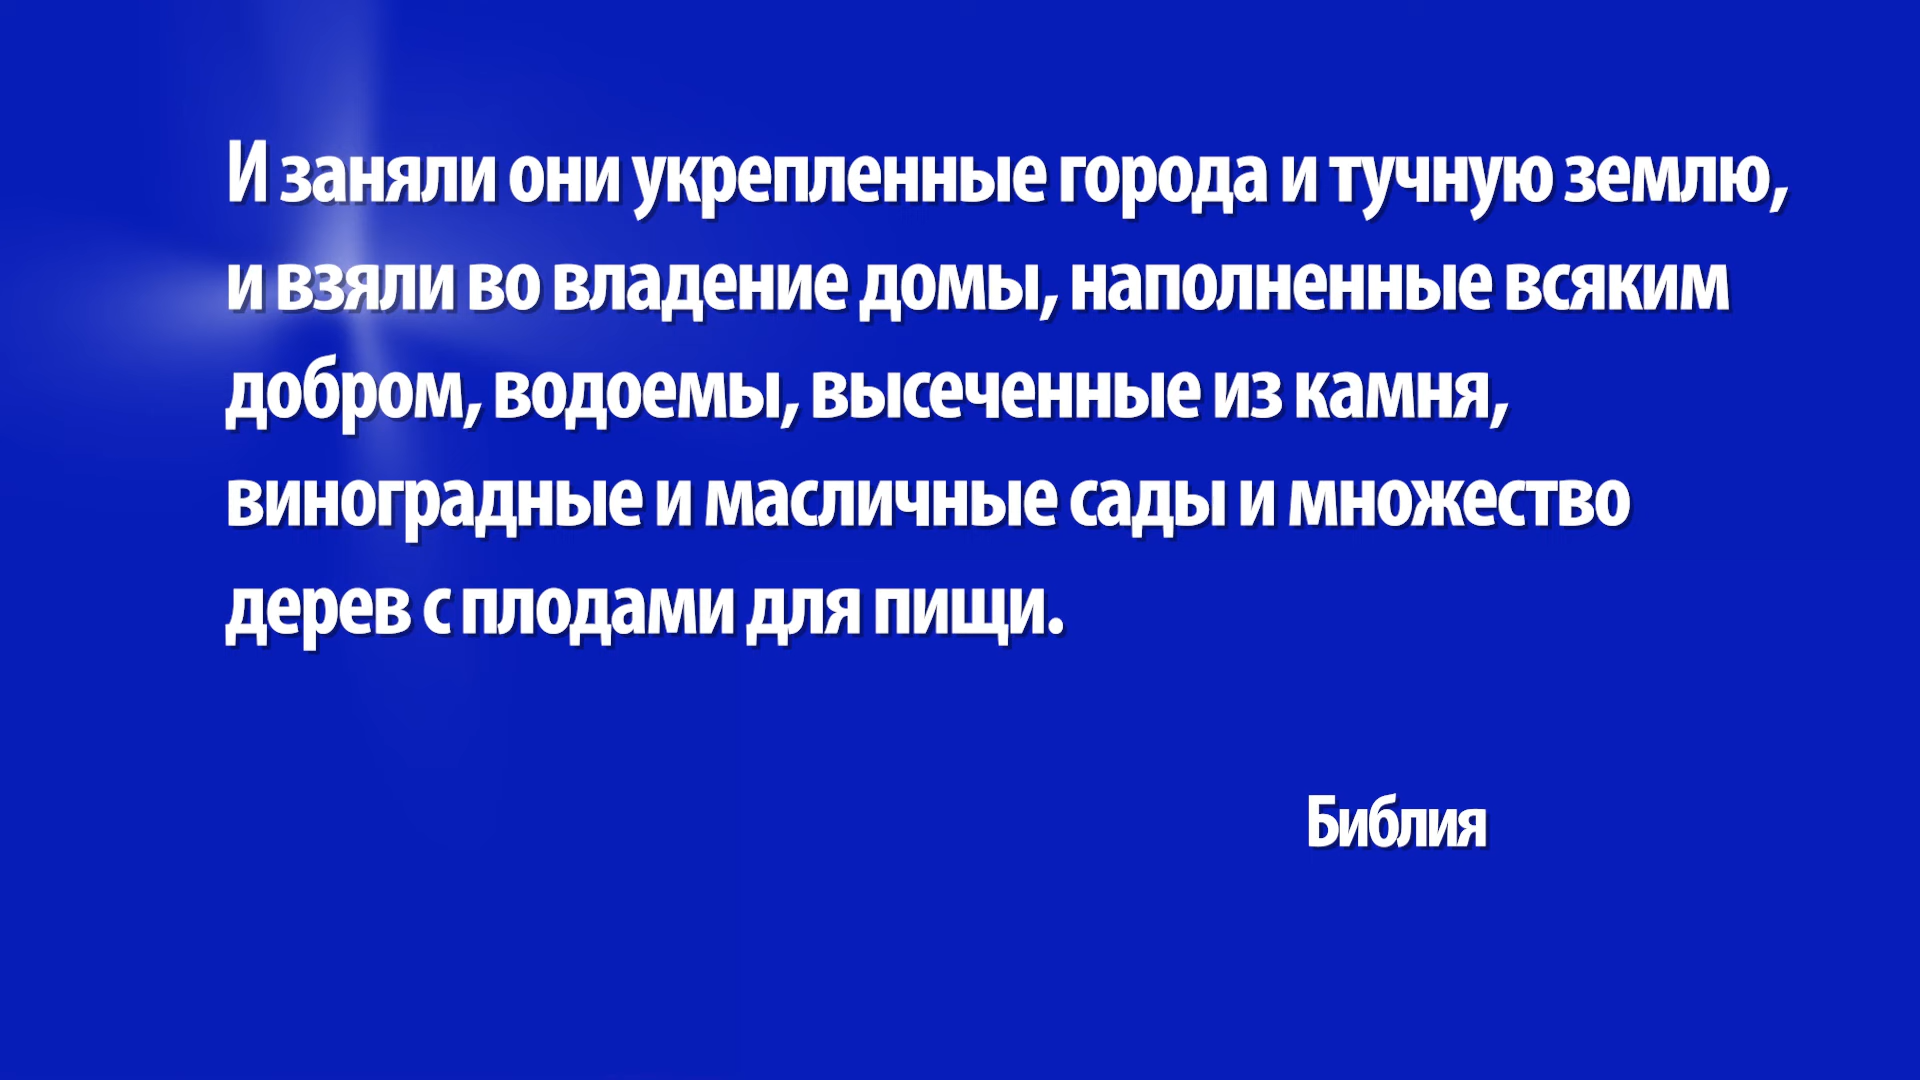 И заняли они укрепленные города и тучную землю,
и взяли во владение домы, наполненные всяким
добром, водоемы, высеченные из камня,
виноградные и масличные сады и множество
дерев с плодами для пищи.
Библия